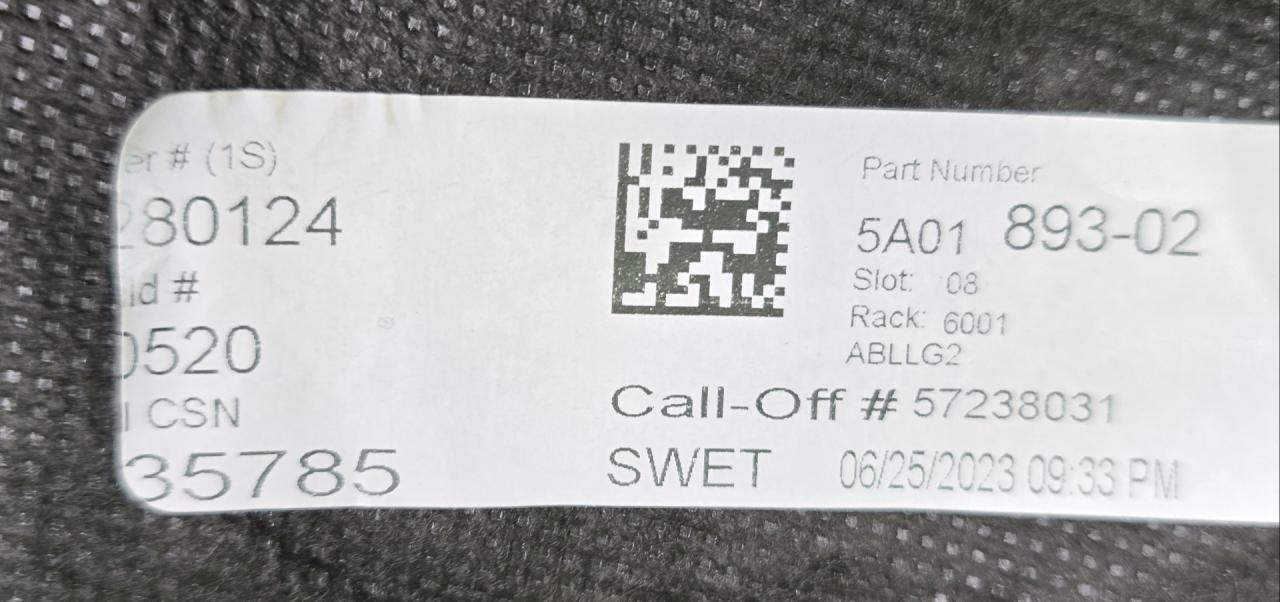 er # (1S)
280124
id #
0520
CSN
35785
Part Number
5A01 893-02
Slot: 08
Rack: 6001
ABLLG2
Call-Off # 57238031
SWET 06/25/2023 09:33 PM